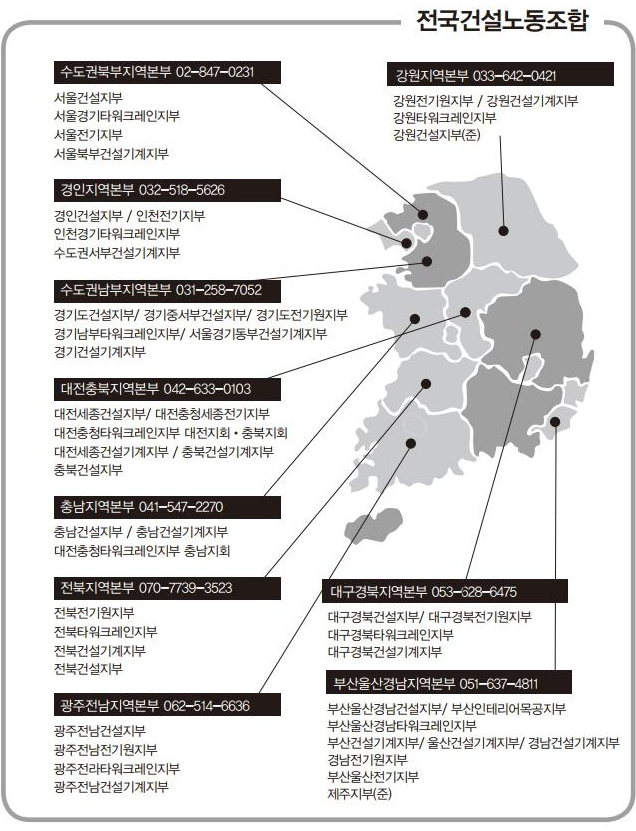 전국건설노동조합
수도권북부지역본부 02-847-0231
서울건설지부
서울경기타워크레인지부
서울전기지부
서울북부건설기계지부
경인지역본부 032-518-5626
경인건설지부 / 인천전기지부
인천경기타워크레인지부
수도권서부건설기계지부
수도권남부지역본부 031-258-7052
경기도건설지부/ 경기중서부건설지부/ 경기도전기원지부
경기남부타워크레인지부/ 서울경기동부건설기계지부
경기건설기계지부
대전충북지역본부 042-633-0103
대전세종건설지부/ 대전충청세종전기지부
대전충청타워크레인지부 대전지회·충북지회
대전세종건설기계지부 / 충북건설기계지부
충북건설지부
충남지역본부 041-547-2270
충남건설지부 / 충남건설기계지부
대전충청타워크레인지부 충남지회
전북지역본부 070-7739-3523
전북전기원지부
전북타워크레인지부
전북건설기계지부
전북건설지부
광주전남지역본부 062-514-6636
광주전남건설지부
광주전남전기원지부
광주전라타워크레인지부
광주전남건설기계지부
강원지역본부 033-642-0421
강원전기원지부 / 강원건설기계지부
강원타워크레인지부
강원건설지부(준)
대구경북지역본부 053-628-6475
대구경북건설지부/ 대구경북전기원지부
대구경북타워크레인지부
대구경북건설기계지부
부산울산경남지역본부 051-637-4811
부산울산경남건설지부/ 부산인테리어목공지부
부산울산경남타워크레인지부
부산건설기계지부/ 울산건설기계지부/ 경남건설기계지부
경남전기원지부
부산울산전기지부
제주지부(준)